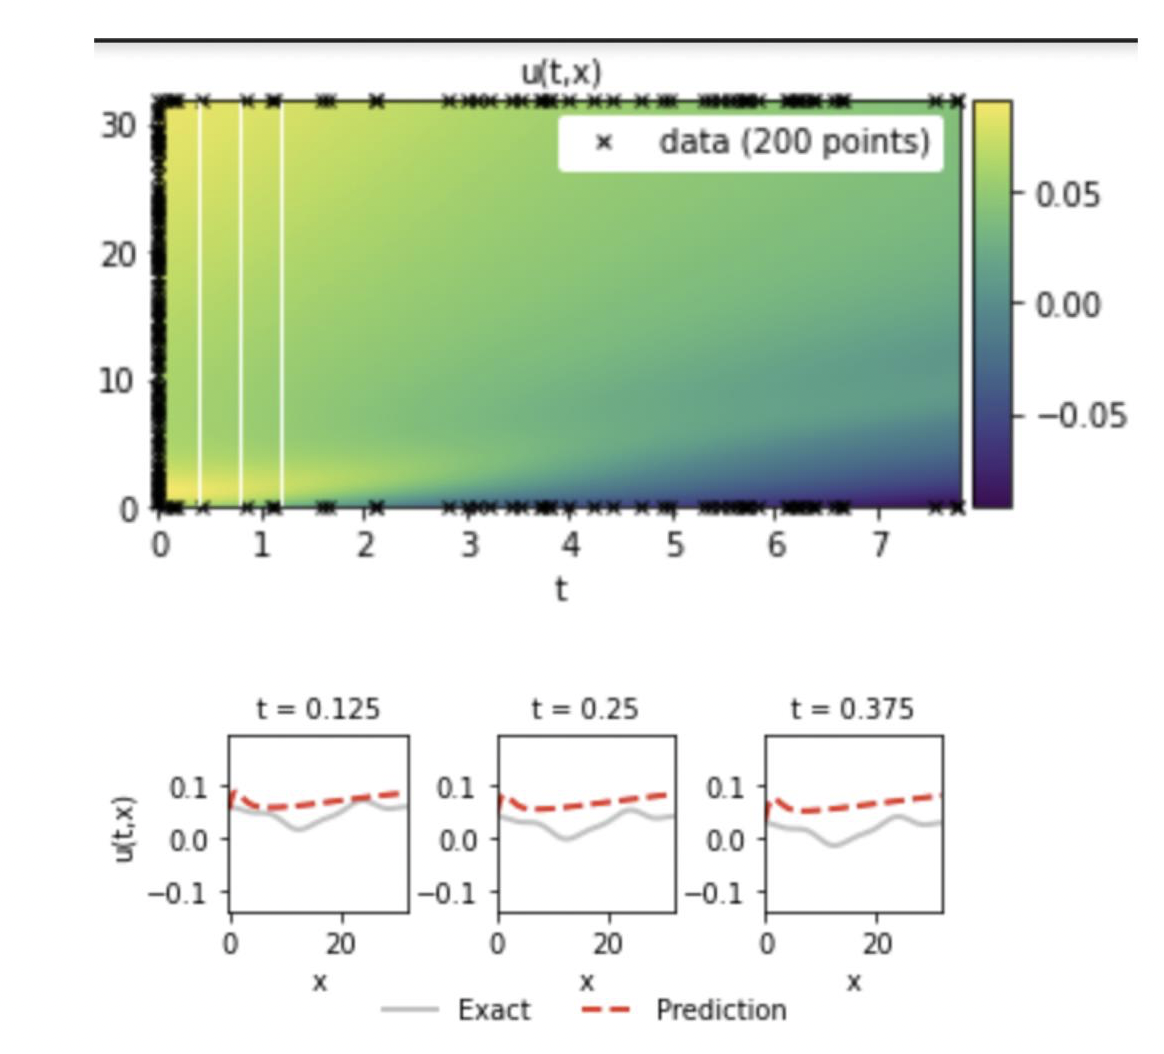 u(t,x)
30
20
10
0
data (200 points)
0.05
0.00
−0.05
0 1 2 3 4 5 6 7
t
t = 0.125 t = 0.25 t = 0.375
u(t,x)
0.1 0.1 0.1
0.0 0.0 0.0
−0.1 −0.1 −0.1
0 20 0 20 0 20
x x x
Exact Prediction